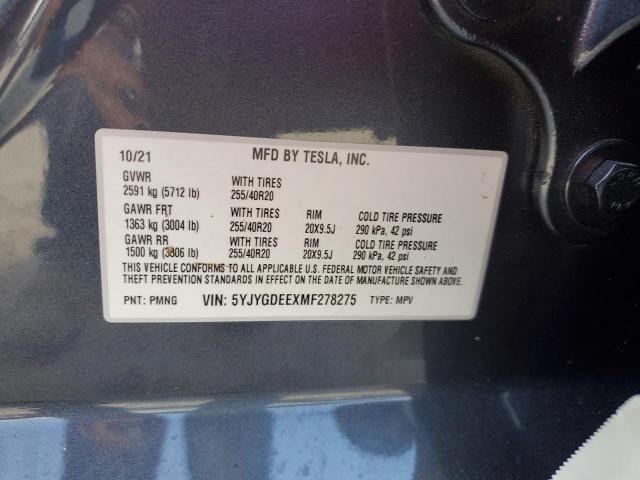 10/21 MFD BY TESLA, INC.
GVWR WITH TIRES
2591 kg (5712 lb) 255/40R20
GAWR FRT WITH TIRES RIM COLD TIRE PRESSURE
1363 kg (3004 lb) 255/40R20 20X9.5J 290 kPa, 42 psi
GAWR RR WITH TIRES RIM COLD TIRE PRESSURE
1500 kg (3306 lb) 255/40R20 20X9.5J 290 kPa, 42 psi
THIS VEHICLE CONFORMS TO ALL APPLICABLE U.S. FEDERAL MOTOR VEHICLE SAFETY AND
THEFT PREVENTION STANDARDS IN EFFECT ON THE DATE OF MANUFACTURE SHOWN ABOVE.
PNT: PMNG VIN: 5YJYGDEEXMF278275 TYPE: MPV